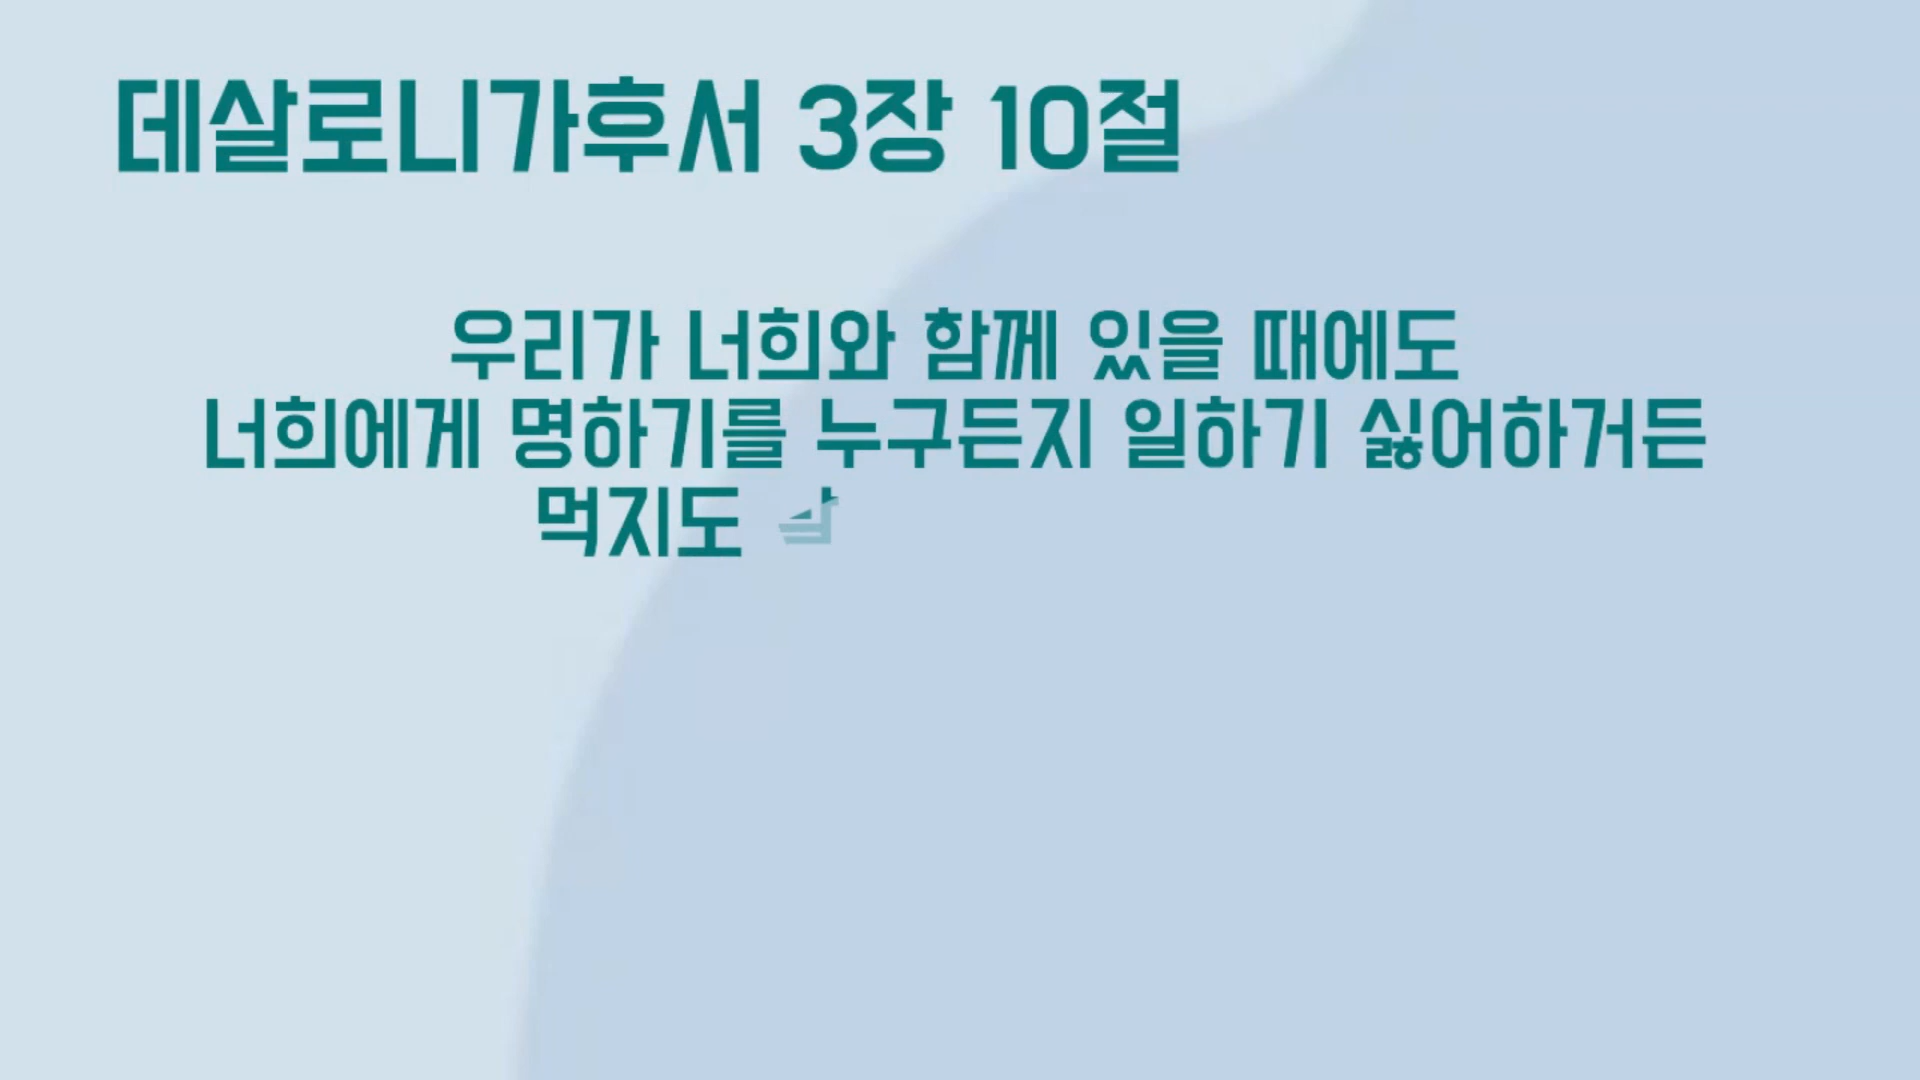 데살로니가후서 3장 10절
우리가 너희와 함께 있을 때에도
너희에게 명하기를 누구든지 일하기 싫어하거든
먹지도